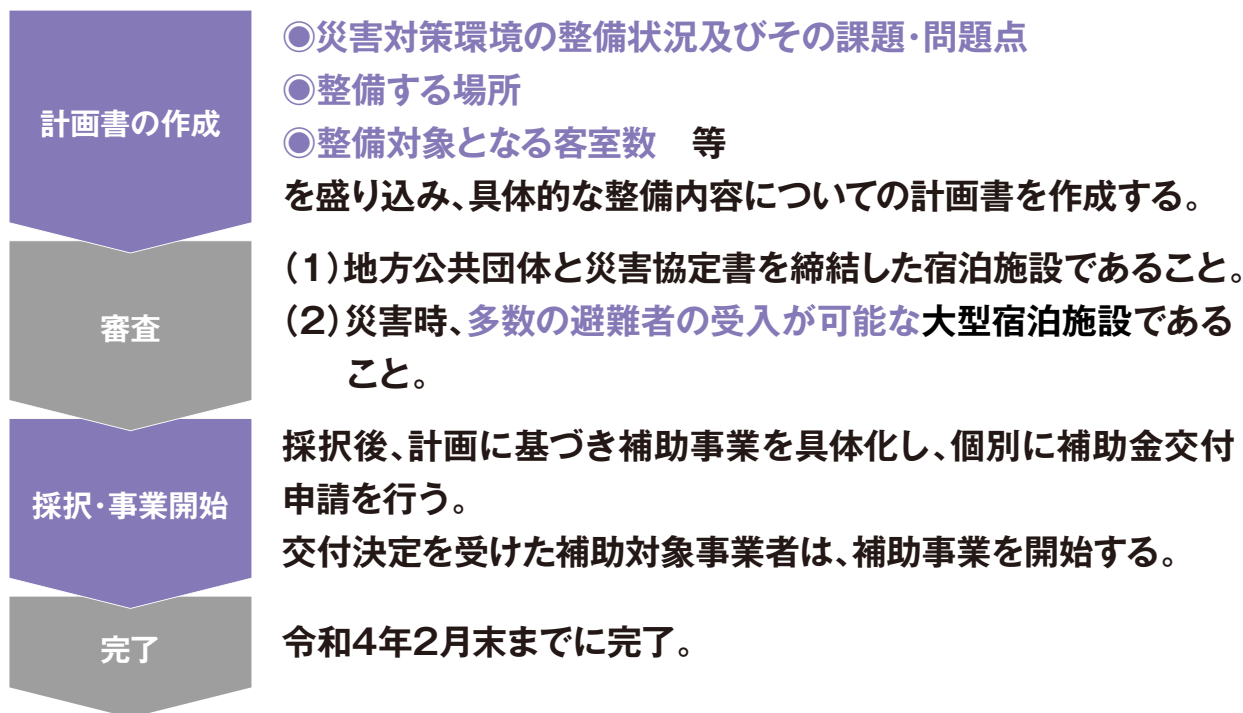 計画書の作成
◉災害対策環境の整備状況及びその課題・問題点
◉整備する場所
◉整備対象となる客室数　等
を盛り込み、具体的な整備内容についての計画書を作成する。
審査
（1）地方公共団体と災害協定書を締結した宿泊施設であること。
（2）災害時、多数の避難者の受入が可能な大型宿泊施設である
こと。
採択・事業開始
採択後、計画に基づき補助事業を具体化し、個別に補助金交付
申請を行う。
交付決定を受けた補助対象事業者は、補助事業を開始する。
完了
令和4年2月末までに完了。